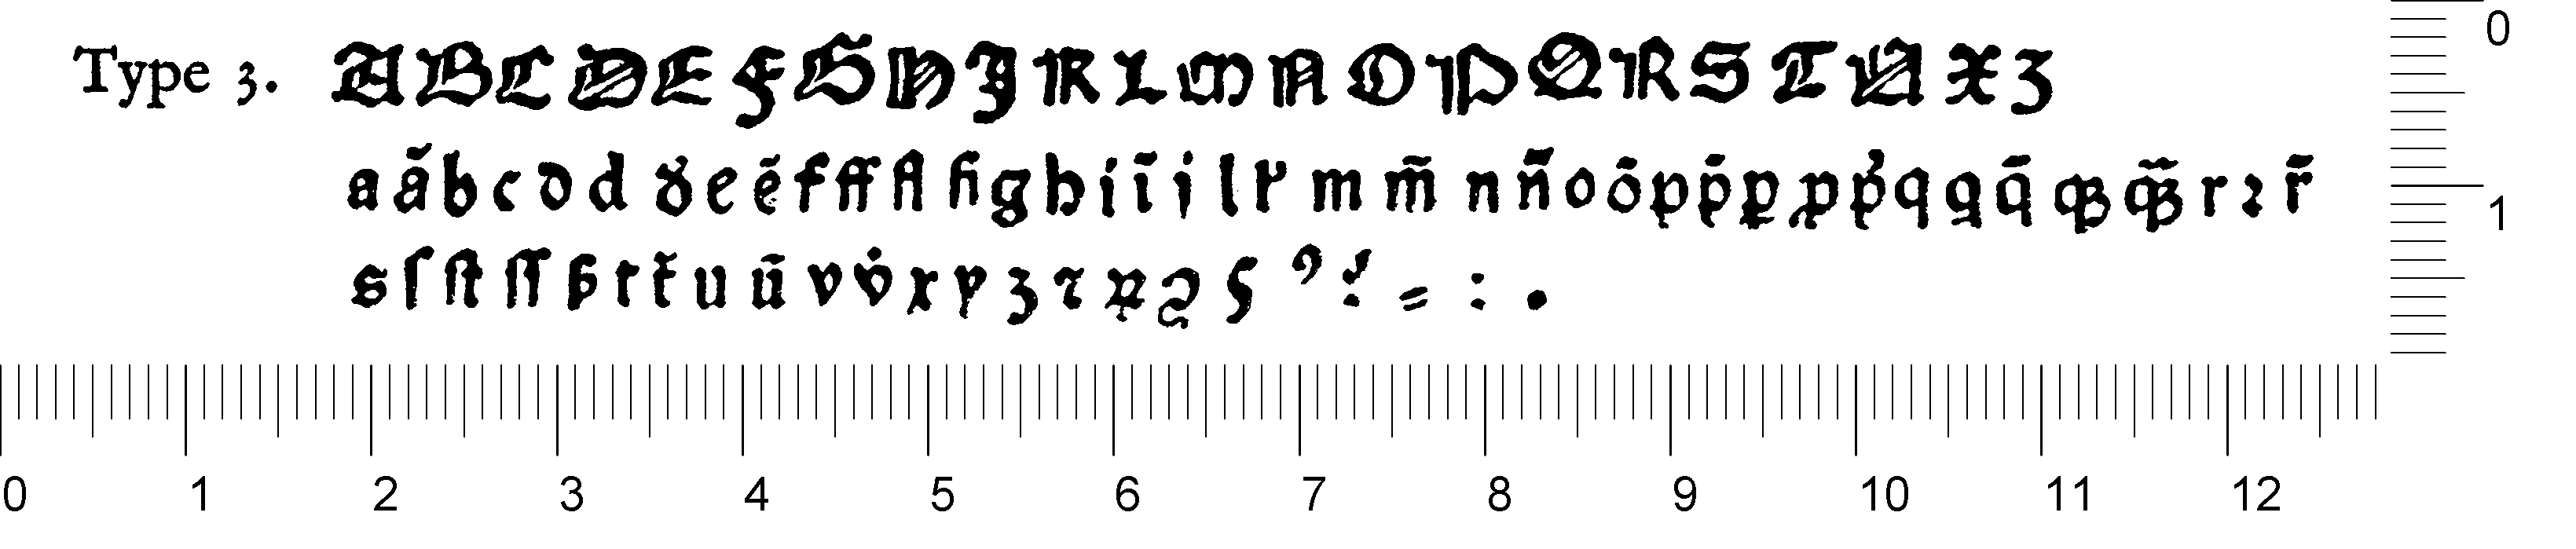 Type 3. A B C D E F G H J K L M N O P Q R S T U X Z
a ã b c d d ď e ẽ f ff fl fi g h i ĩ j l r m m̃ n ñ o õ p p̃ ꝑ ꝓ p̓ q q q̃ ꝙ ꝙ̃ r ꝛ r̃
s ſ ſt ſſ ß t t̃ u ũ v v̇ x y z ꝛ ꝝ ꝯ ꝰ ! = : .
0 1 2 3 4 5 6 7 8 9 10 11 12
0
1